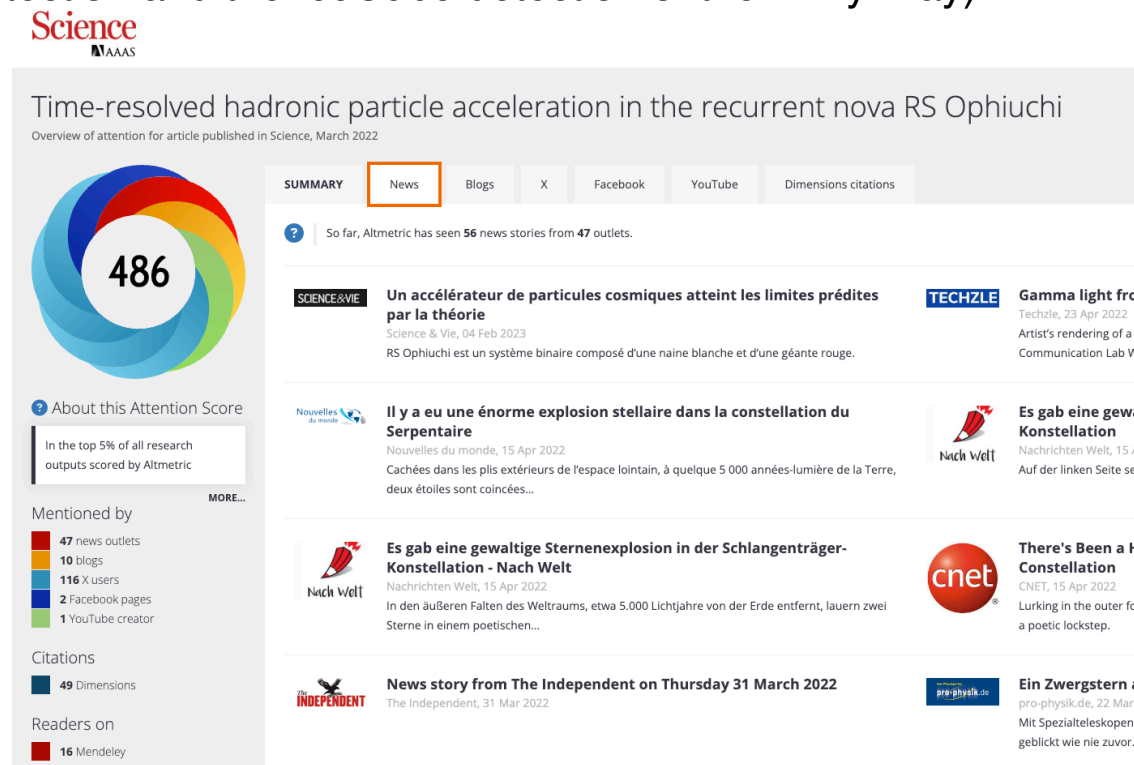 Science
AAAS
Time-resolved hadronic particle acceleration in the recurrent nova RS Ophiuchi
Overview of attention for article published in Science, March 2022
486
? About this Attention Score
In the top 5% of all research
outputs scored by Altmetric
MORE...
Mentioned by
47 news outlets
10 blogs
116 X users
2 Facebook pages
1 YouTube creator
Citations
49 Dimensions
Readers on
16 Mendeley
SUMMARY News Blogs X Facebook YouTube Dimensions citations
? So far, Altmetric has seen 56 news stories from 47 outlets.
SCIENCE&VIE
Un accélérateur de particules cosmiques atteint les limites prédites
par la théorie
Science & Vie, 04 Feb 2023
RS Ophiuchi est un système binaire composé d’une naine blanche et d’une géante rouge.
TECHZLE
Gamma light fro
Techzle, 23 Apr 2022
Artist’s rendering of a
Communication Lab W
Nouvelles
du monde
Il y a eu une énorme explosion stellaire dans la constellation du
Serpentaire
Nouvelles du monde, 15 Apr 2022
Cachées dans les plis extérieurs de l’espace lointain, à quelque 5 000 années-lumière de la Terre,
deux étoiles sont coincées...
Nach Welt
Es gab eine gewa
Konstellation
Nachrichten Welt, 15 A
Auf der linken Seite se
Nach Welt
Es gab eine gewaltige Sternenexplosion in der Schlangenträger-
Konstellation - Nach Welt
Nachrichten Welt, 15 Apr 2022
In den äußeren Falten des Weltraums, etwa 5.000 Lichtjahre von der Erde entfernt, lauern zwei
Sterne in einem poetischen...
cnet
There's Been a H
Constellation
CNET, 15 Apr 2022
Lurking in the outer fo
a poetic lockstep.
The
INDEPENDENT
News story from The Independent on Thursday 31 March 2022
The Independent, 31 Mar 2022
pro-physik.de
Ein Zwergstern a
pro-physik.de, 22 Mar
Mit Spezialteleskopen
geblickt wie nie zuvor.